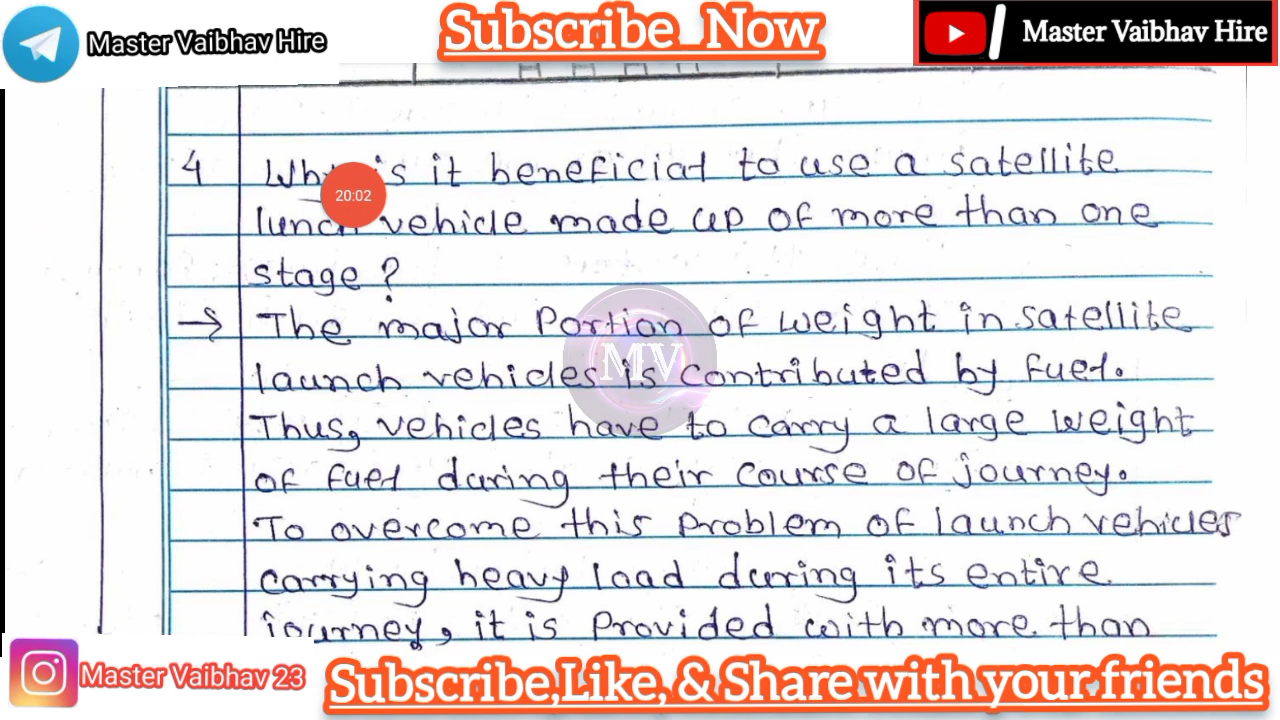 Master Vaibhav Hire
Subscribe Now
Master Vaibhav Hire
4 is it beneficial to use a satellite
vehicle made up of more than one
stage?
→ The major Portion of weight in satellite
launch vehicles is contributed by fuel.
Thus, vehicles have to carry a large weight
of fuel during their course of journey.
To overcome this problem of launch vehicles
carrying heavy load during its entire
journey, it is Provided with more than
20:02
MV
Master Vaibhav 23
Subscribe,Like, & Share with your friends